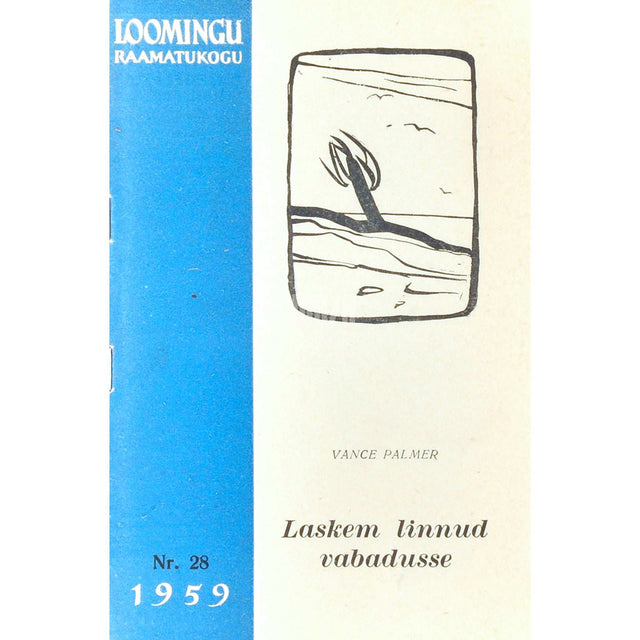 LOOMINGU
RAAMATUKOGU
VANCE PALMER
Laskem linnud
vabadusse
Nr. 28
1959